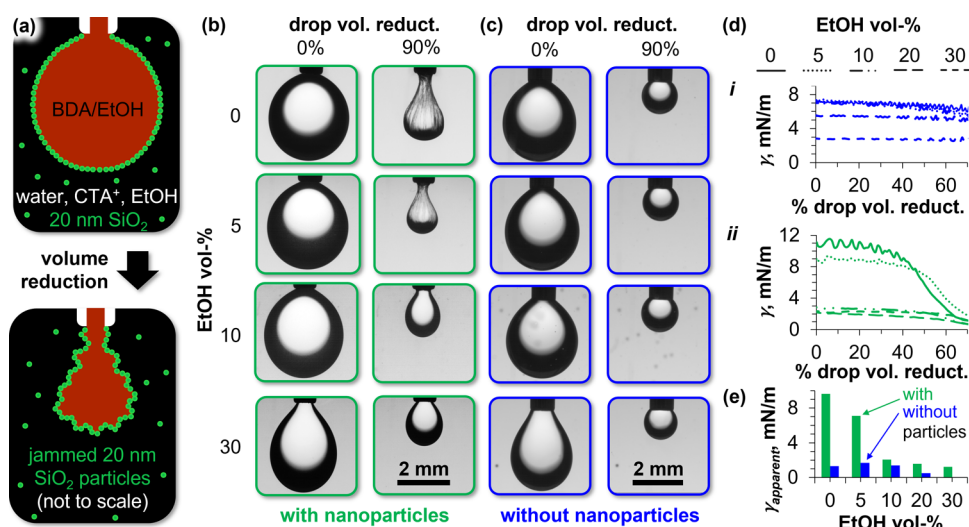 (a)
BDA/EtOH
water, CTA⁺, EtOH
20 nm SiO₂
volume
reduction
jammed 20 nm
SiO₂ particles
(not to scale)
(b)
drop vol. reduct.
0% 90%
EtOH vol-%
0
5
10
30
2 mm
with nanoparticles
(c)
drop vol. reduct.
0% 90%
2 mm
without nanoparticles
(d)
EtOH vol-%
0 5 10 20 30
i
γ, mN/m
8
4
0
0 20 40 60
% drop vol. reduct.
ii
γ, mN/m
12
8
4
0
0 20 40 60
% drop vol. reduct.
(e)
γapparent, mN/m
8
4
0
with
without
particles
0 5 10 20 30
EtOH vol-%